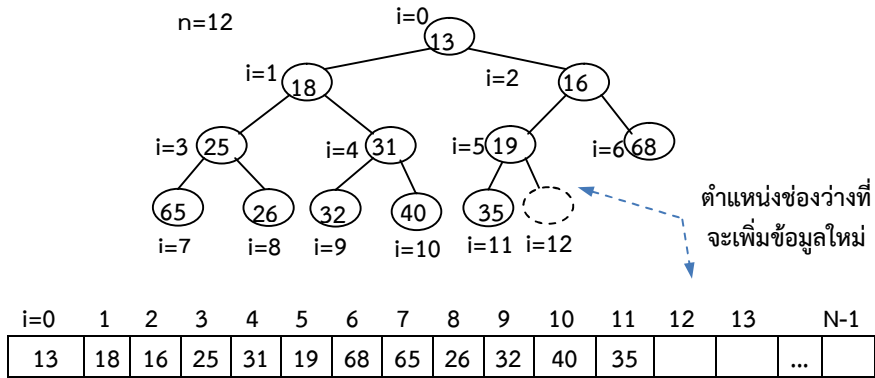 n=12
i=0
13
i=1
18
i=2
16
i=3
25
i=4
31
i=5
19
i=6
68
65
26
32
40
35
i=7
i=8
i=9
i=10
i=11
i=12
ตำแหน่งช่องว่างที่
จะเพิ่มข้อมูลใหม่
i=0 1 2 3 4 5 6 7 8 9 10 11 12 13 N-1
13 18 16 25 31 19 68 65 26 32 40 35 ...